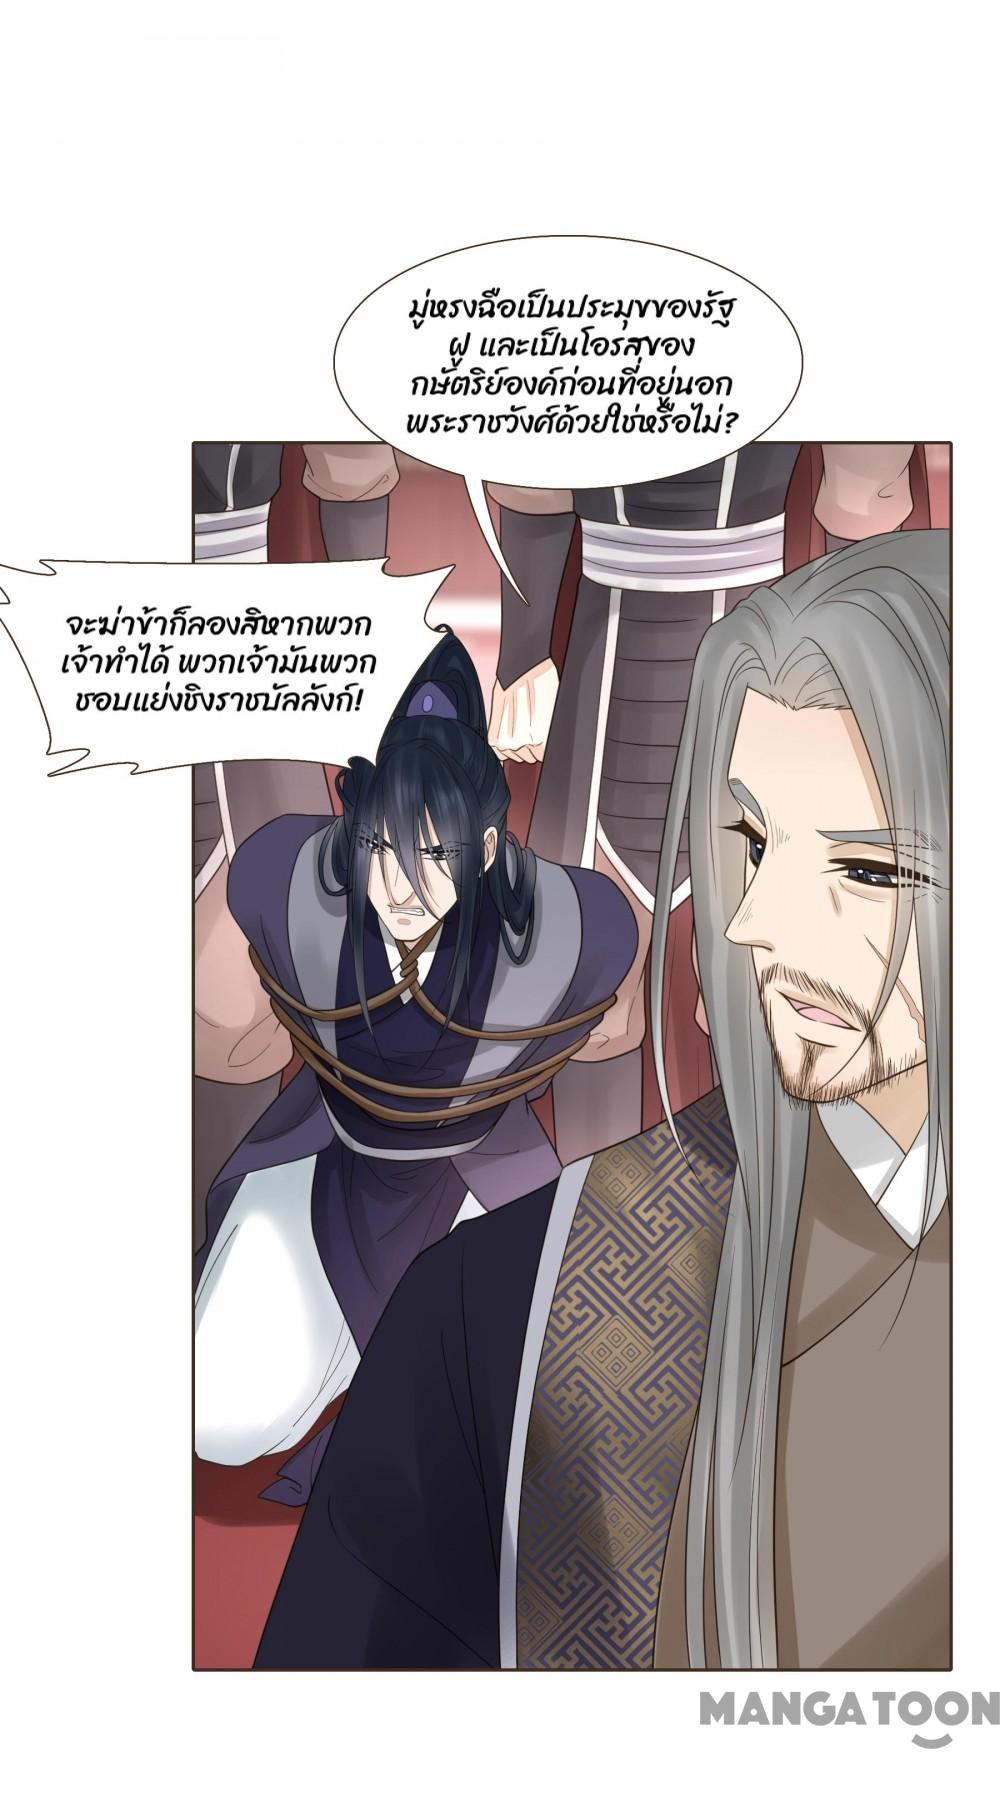 มู่หรงฉือเป็นประมุขของรัฐ
ฝู และเป็นโอรสของ
กษัตริย์องค์ก่อนที่อยู่นอก
พระราชวังศ์ด้วยใช่หรือไม่?
จะฆ่าข้าก็ลองสิหากพวก
เจ้าทำได้ พวกเจ้ามันพวก
ชอบแย่งชิงราชบัลลังก์!
MANGATOON